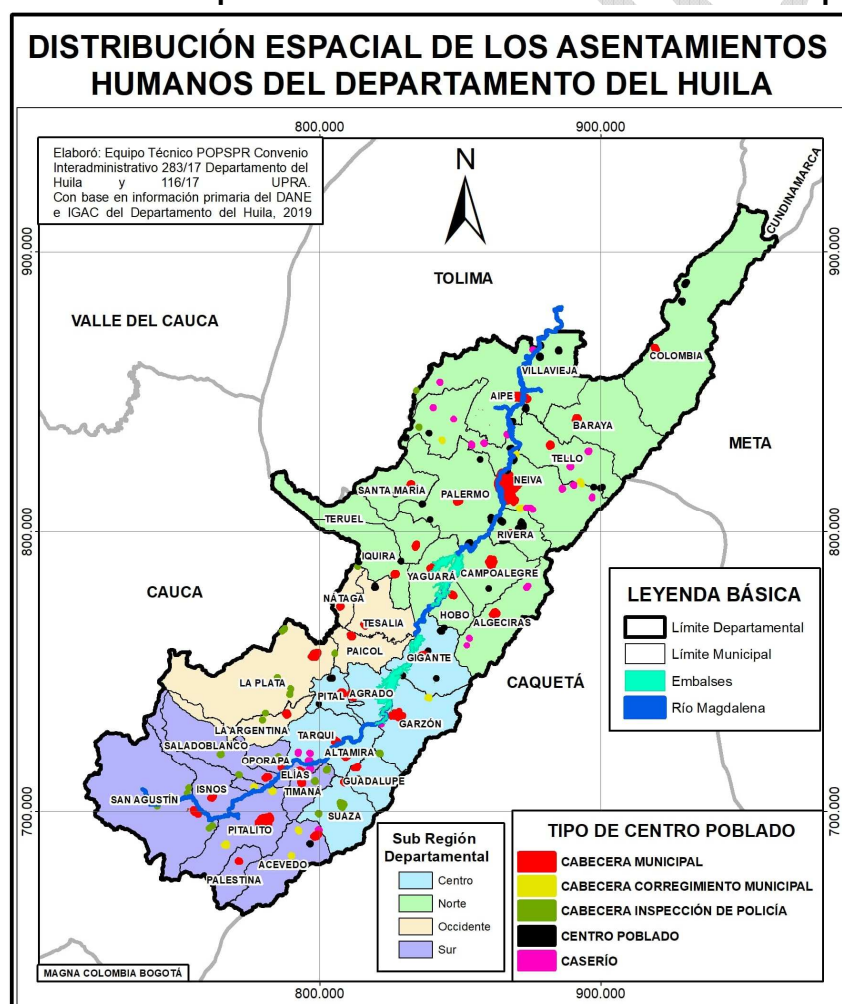 DISTRIBUCIÓN ESPACIAL DE LOS ASENTAMIENTOS
HUMANOS DEL DEPARTAMENTO DEL HUILA
800.000
900.000
Elaboró: Equipo Técnico POPSPR Convenio
Interadministrativo 283/17 Departamento del
Huila y 116/17 UPRA.
Con base en información primaria del DANE
e IGAC del Departamento del Huila, 2019
N
CUNDINAMARCA
900.000
900.000
TOLIMA
VALLE DEL CAUCA
COLOMBIA
VILLAVIEJA
AIPE
BARAYA
META
TELLO
NEIVA
SANTA MARÍA
PALERMO
TERUEL
800.000
800.000
RIVERA
IQUIRA
YAGUARÁ
CAMPOALEGRE
CAUCA
NÁTAGA
HOBO
ALGECIRAS
TESALIA
PAICOL
GIGANTE
LA PLATA
CAQUETÁ
PITAL
AGRADO
GARZÓN
LA ARGENTINA
TARQUI
SALADOBLANCO
ALTAMIRA
OPORAPA
ELÍAS
GUADALUPE
ISNOS
TIMANÁ
SAN AGUSTÍN
SUAZA
700.000
700.000
PITALITO
ACEVEDO
PALESTINA
LEYENDA BÁSICA
Límite Departamental
Límite Municipal
Embalses
Río Magdalena
Sub Región
Departamental
Centro
Norte
Occidente
Sur
TIPO DE CENTRO POBLADO
CABECERA MUNICIPAL
CABECERA CORREGIMIENTO MUNICIPAL
CABECERA INSPECCIÓN DE POLICÍA
CENTRO POBLADO
CASERÍO
MAGNA COLOMBIA BOGOTÁ
800.000
900.000